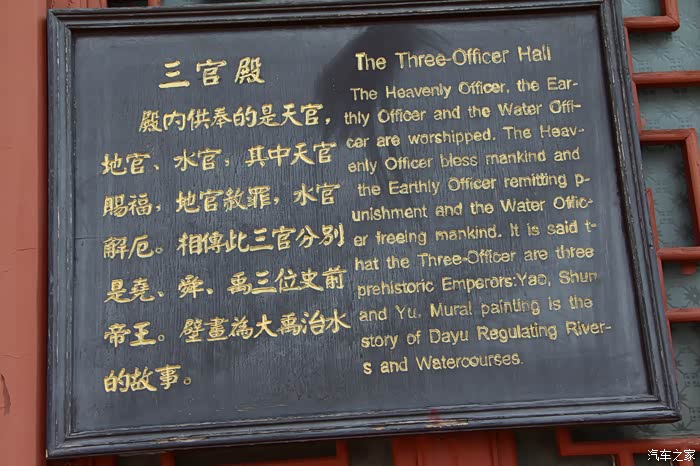 三官殿
殿内供奉的是天官，
地官、水官，其中天官
賜福，地官赦罪，水官
解厄。相傳此三官分別
是堯、舜、禹三位史前
帝王。壁畫為大禹治水
的故事。
The Three-Officer Hall
The Heavenly Officer, the Ear-
thly Officer and the Water Offi-
cer are worshipped. The Heav-
enly Officer bless mankind and
the Earthly Officer remitting p-
unishment and the Water Offic-
er freeing mankind. It is said t-
hat the Three-Officer are three
prehistoric Emperors:Yao, Shun
and Yu. Mural painting is the
story of Dayu Regulating River-
s and Watercourses.
汽车之家